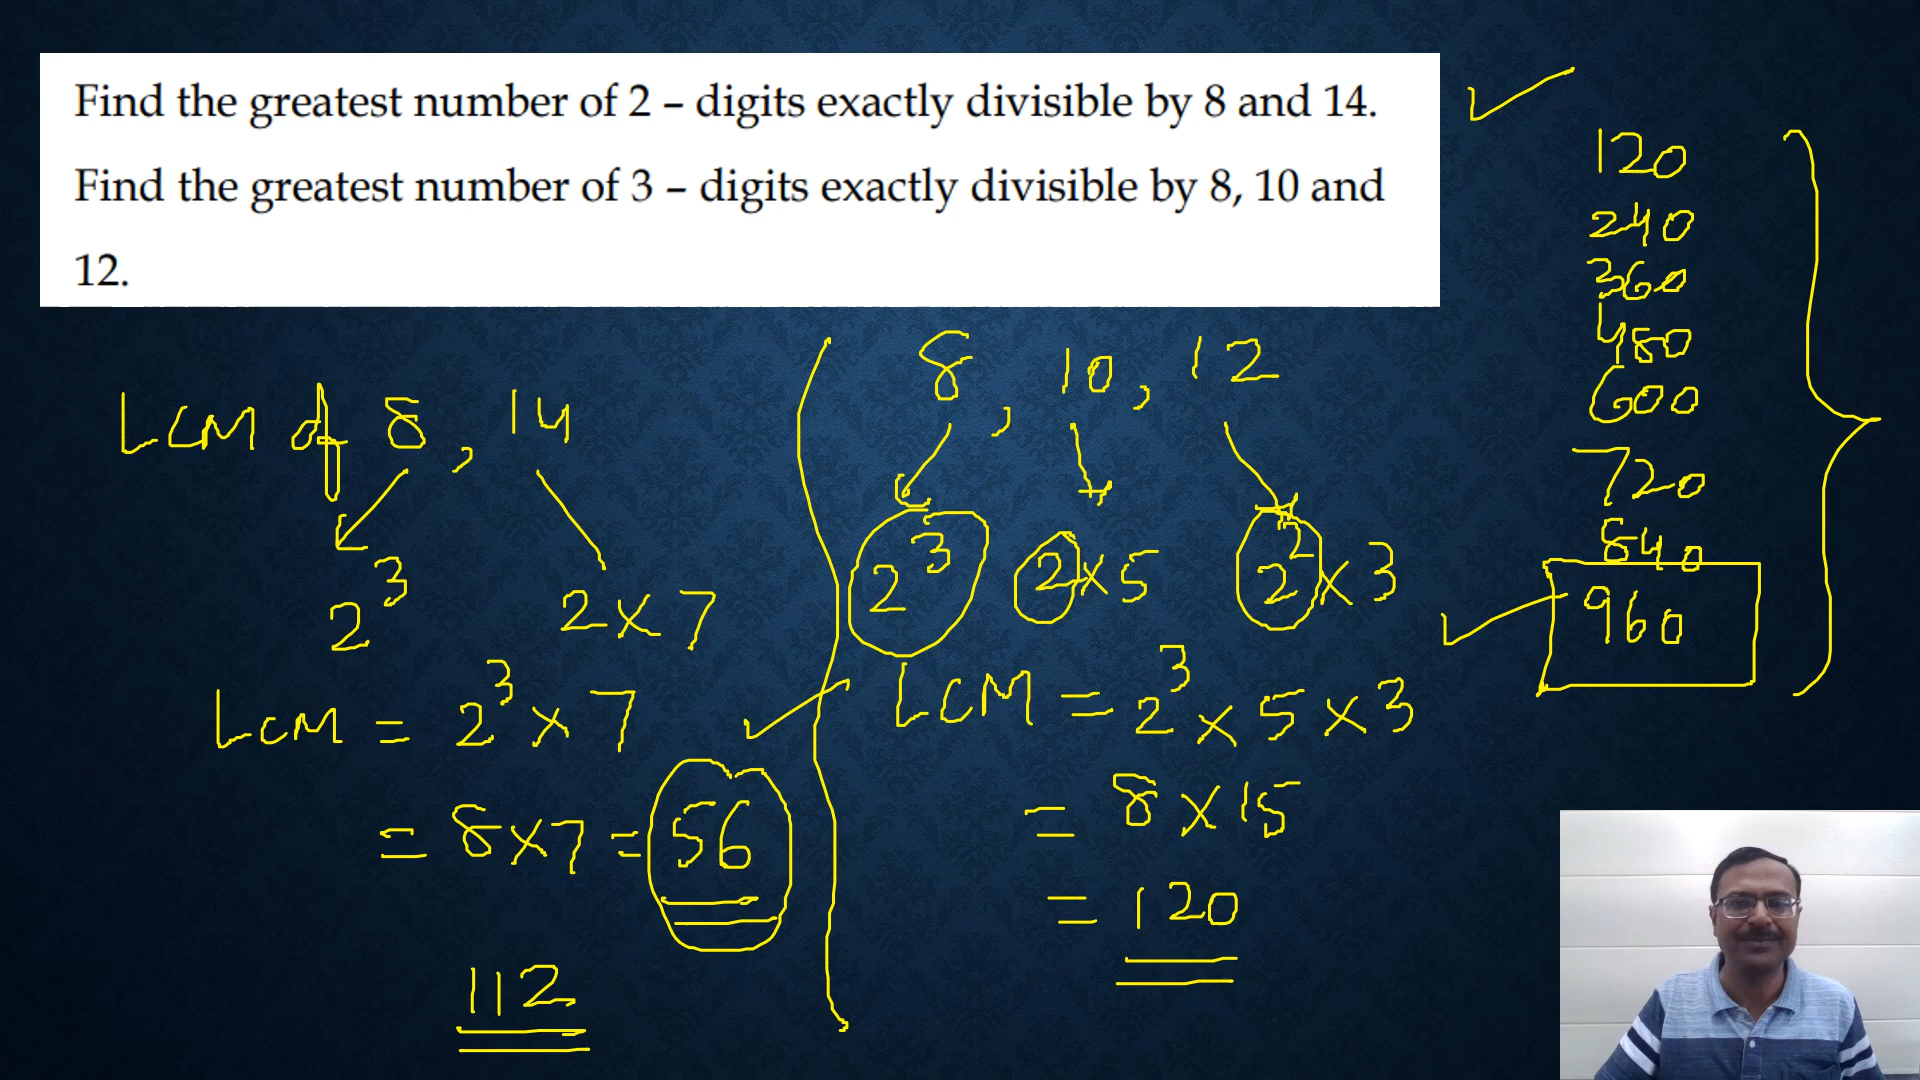 Find the greatest number of 2 – digits exactly divisible by 8 and 14.
Find the greatest number of 3 – digits exactly divisible by 8, 10 and
12.
LCM of 8, 14
2³ 2 × 7
LCM = 2³ × 7
= 8 × 7 = 56
112
8, 10, 12
2³ 2 × 5 2² × 3
LCM = 2³ × 5 × 3
= 8 × 15
= 120
120
240
360
480
600
720
840
960